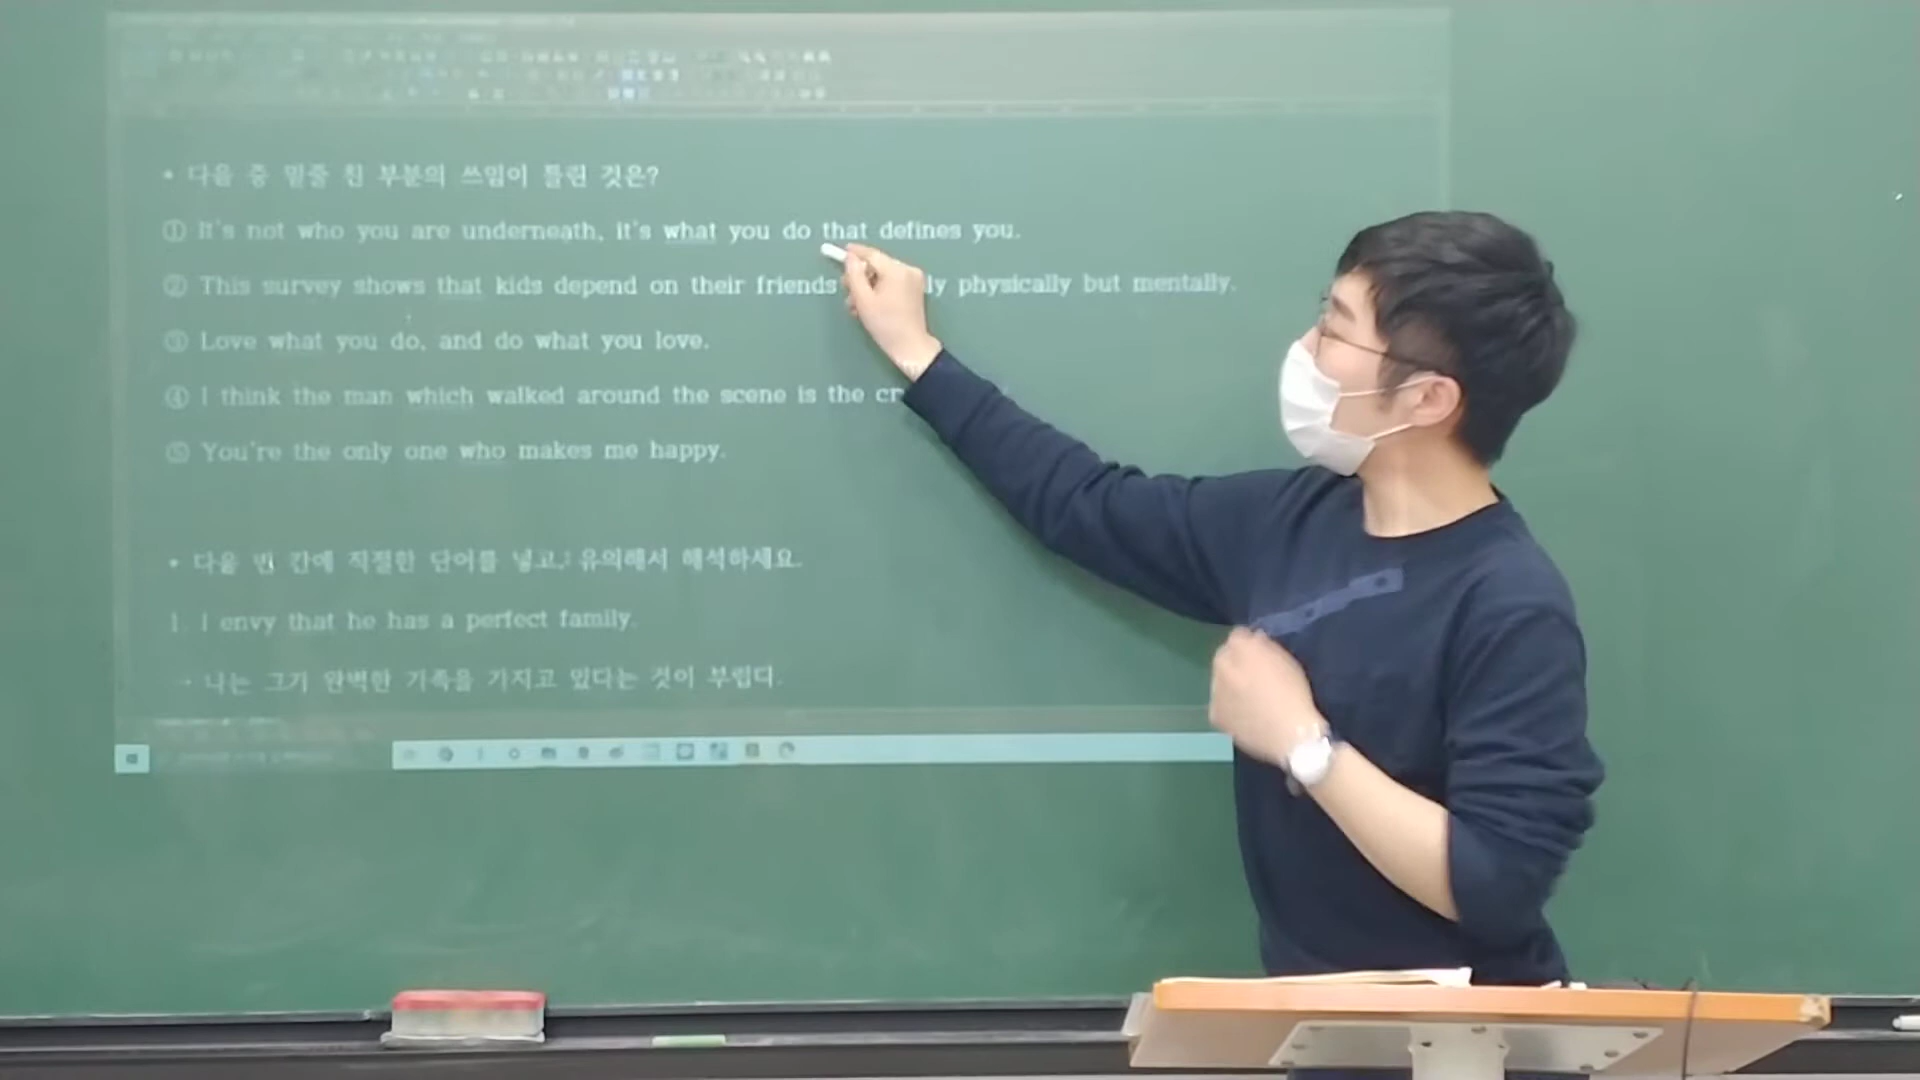 • 다음 중 밑줄 친 부분의 쓰임이 틀린 것은?
① It's not who you are underneath, it's what you do that defines you.
② This survey shows that kids depend on their friends ly physically but mentally.
③ Love what you do, and do what you love.
④ I think the man which walked around the scene is the cr
⑤ You're the only one who makes me happy.
• 다음 빈 칸에 적절한 단어를 넣고, 유의해서 해석하세요.
1. I envy that he has a perfect family.
→ 나는 그가 완벽한 가족을 가지고 있다는 것이 부럽다.